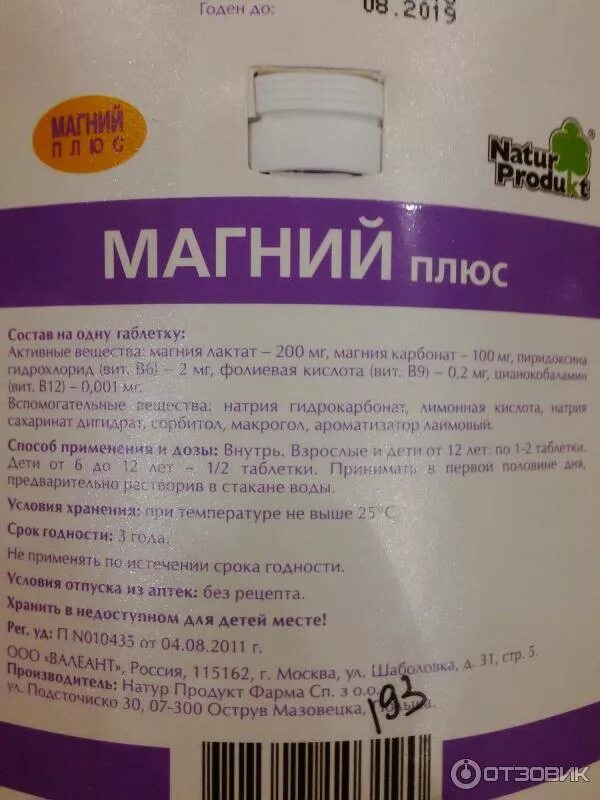 Годен до: 08.2019
МАГНИЙ
ПЛЮС
Natur
Produkt
®
МАГНИЙ ПЛЮС
Состав на одну таблетку:
Активные вещества: магния лактат – 200 мг, магния карбонат – 100 мг, пиридоксина
гидрохлорид (вит. В6) – 2 мг, фолиевая кислота (вит. В9) – 0,2 мг, цианокобаламин
(вит. В12) – 0,001 мг.
Вспомогательные вещества: натрия гидрокарбонат, лимонная кислота, натрия
сахаринат дигидрат, сорбитол, макрогол, ароматизатор лаймовый.
Способ применения и дозы: Внутрь. Взрослые и дети от 12 лет: по 1-2 таблетки.
Дети от 6 до 12 лет – 1/2 таблетки. Принимать в первой половине дня,
предварительно растворив в стакане воды.
Условия хранения: при температуре не выше 25°С.
Срок годности: 3 года.
Не применять по истечении срока годности.
Условия отпуска из аптек: без рецепта.
Хранить в недоступном для детей месте!
Рег. уд: П N010435 от 04.08.2011 г.
ООО «ВАЛЕАНТ», Россия, 115162, г. Москва, ул. Шаболовка, д. 31, стр. 5.
Производитель: Натур Продукт Фарма Сп. з о.о.
ул. Подсточиско 30, 07-300 Острув Мазовецка, Польша.
193
ОТЗОВИК